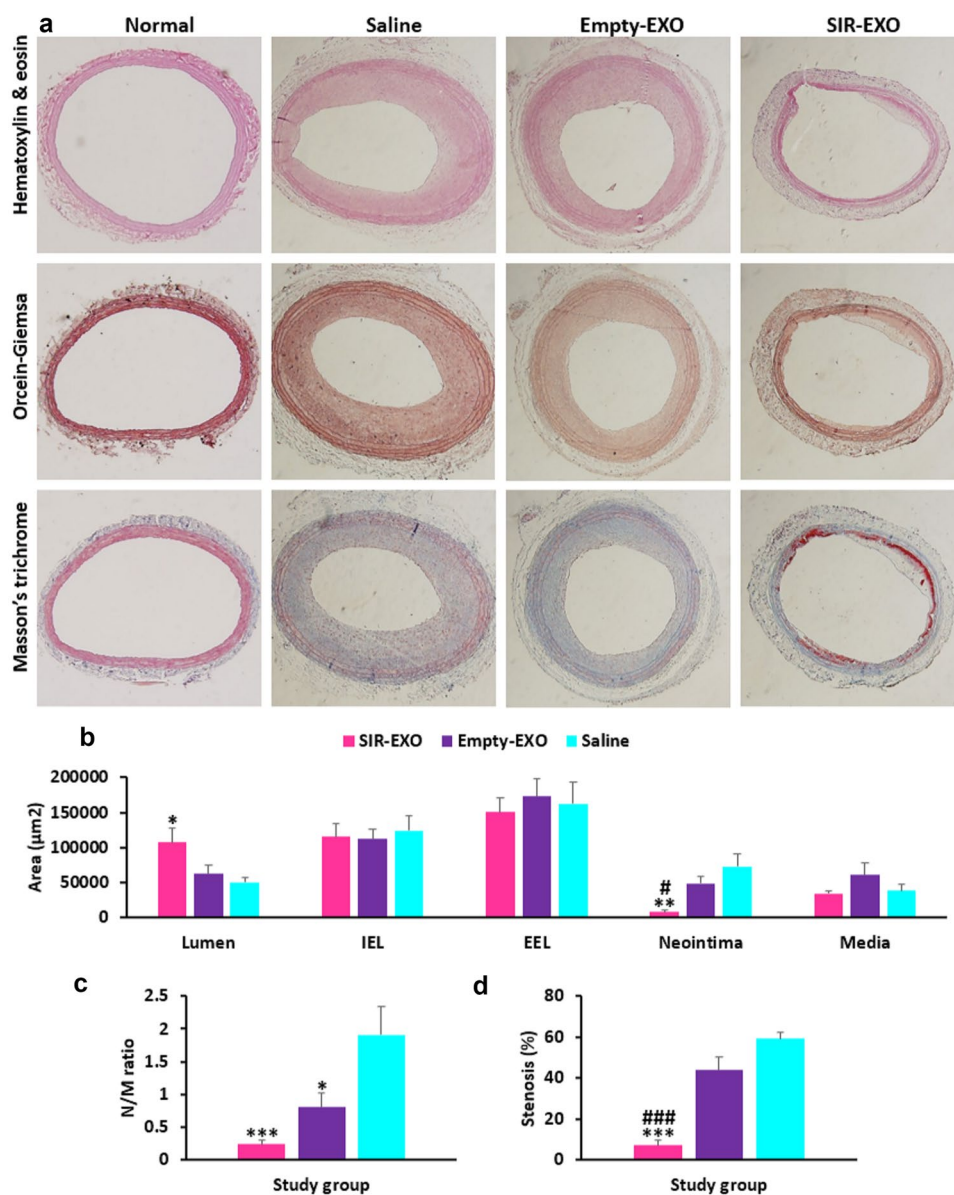 a
Normal Saline Empty-EXO SIR-EXO
Hematoxylin & eosin
Orcein-Giemsa
Masson's trichrome
b
SIR-EXO Empty-EXO Saline
Area (µm2)
200000
150000
100000
50000
0
*
#
**
Lumen IEL EEL Neointima Media
c
N/M ratio
2.5
2
1.5
1
0.5
0
***
*
Study group
d
Stenosis (%)
80
60
40
20
0
###
***
Study group